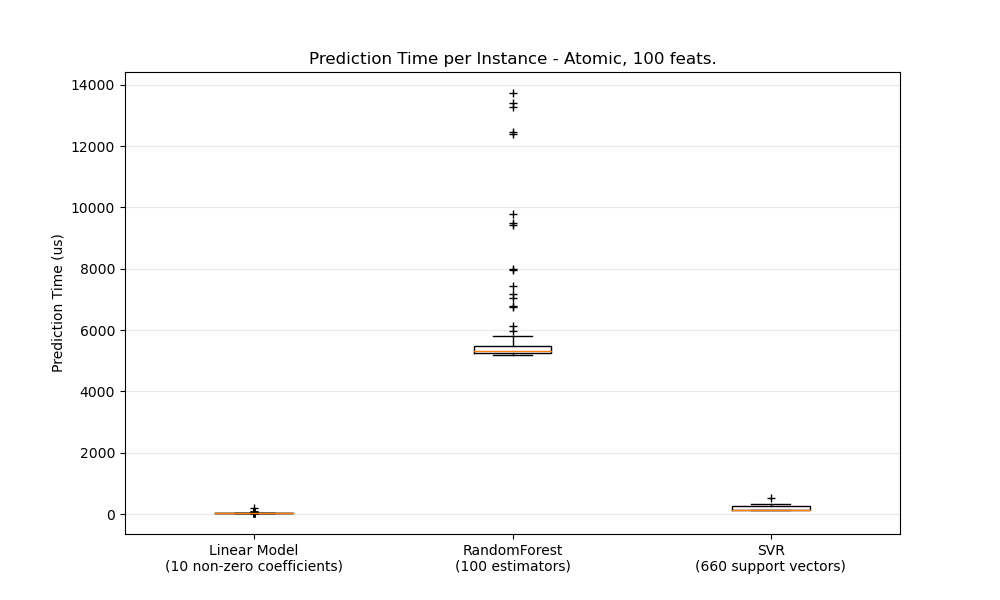 Prediction Time per Instance - Atomic, 100 feats.
Prediction Time (us)
14000
12000
10000
8000
6000
4000
2000
0
Linear Model
(10 non-zero coefficients)
RandomForest
(100 estimators)
SVR
(660 support vectors)